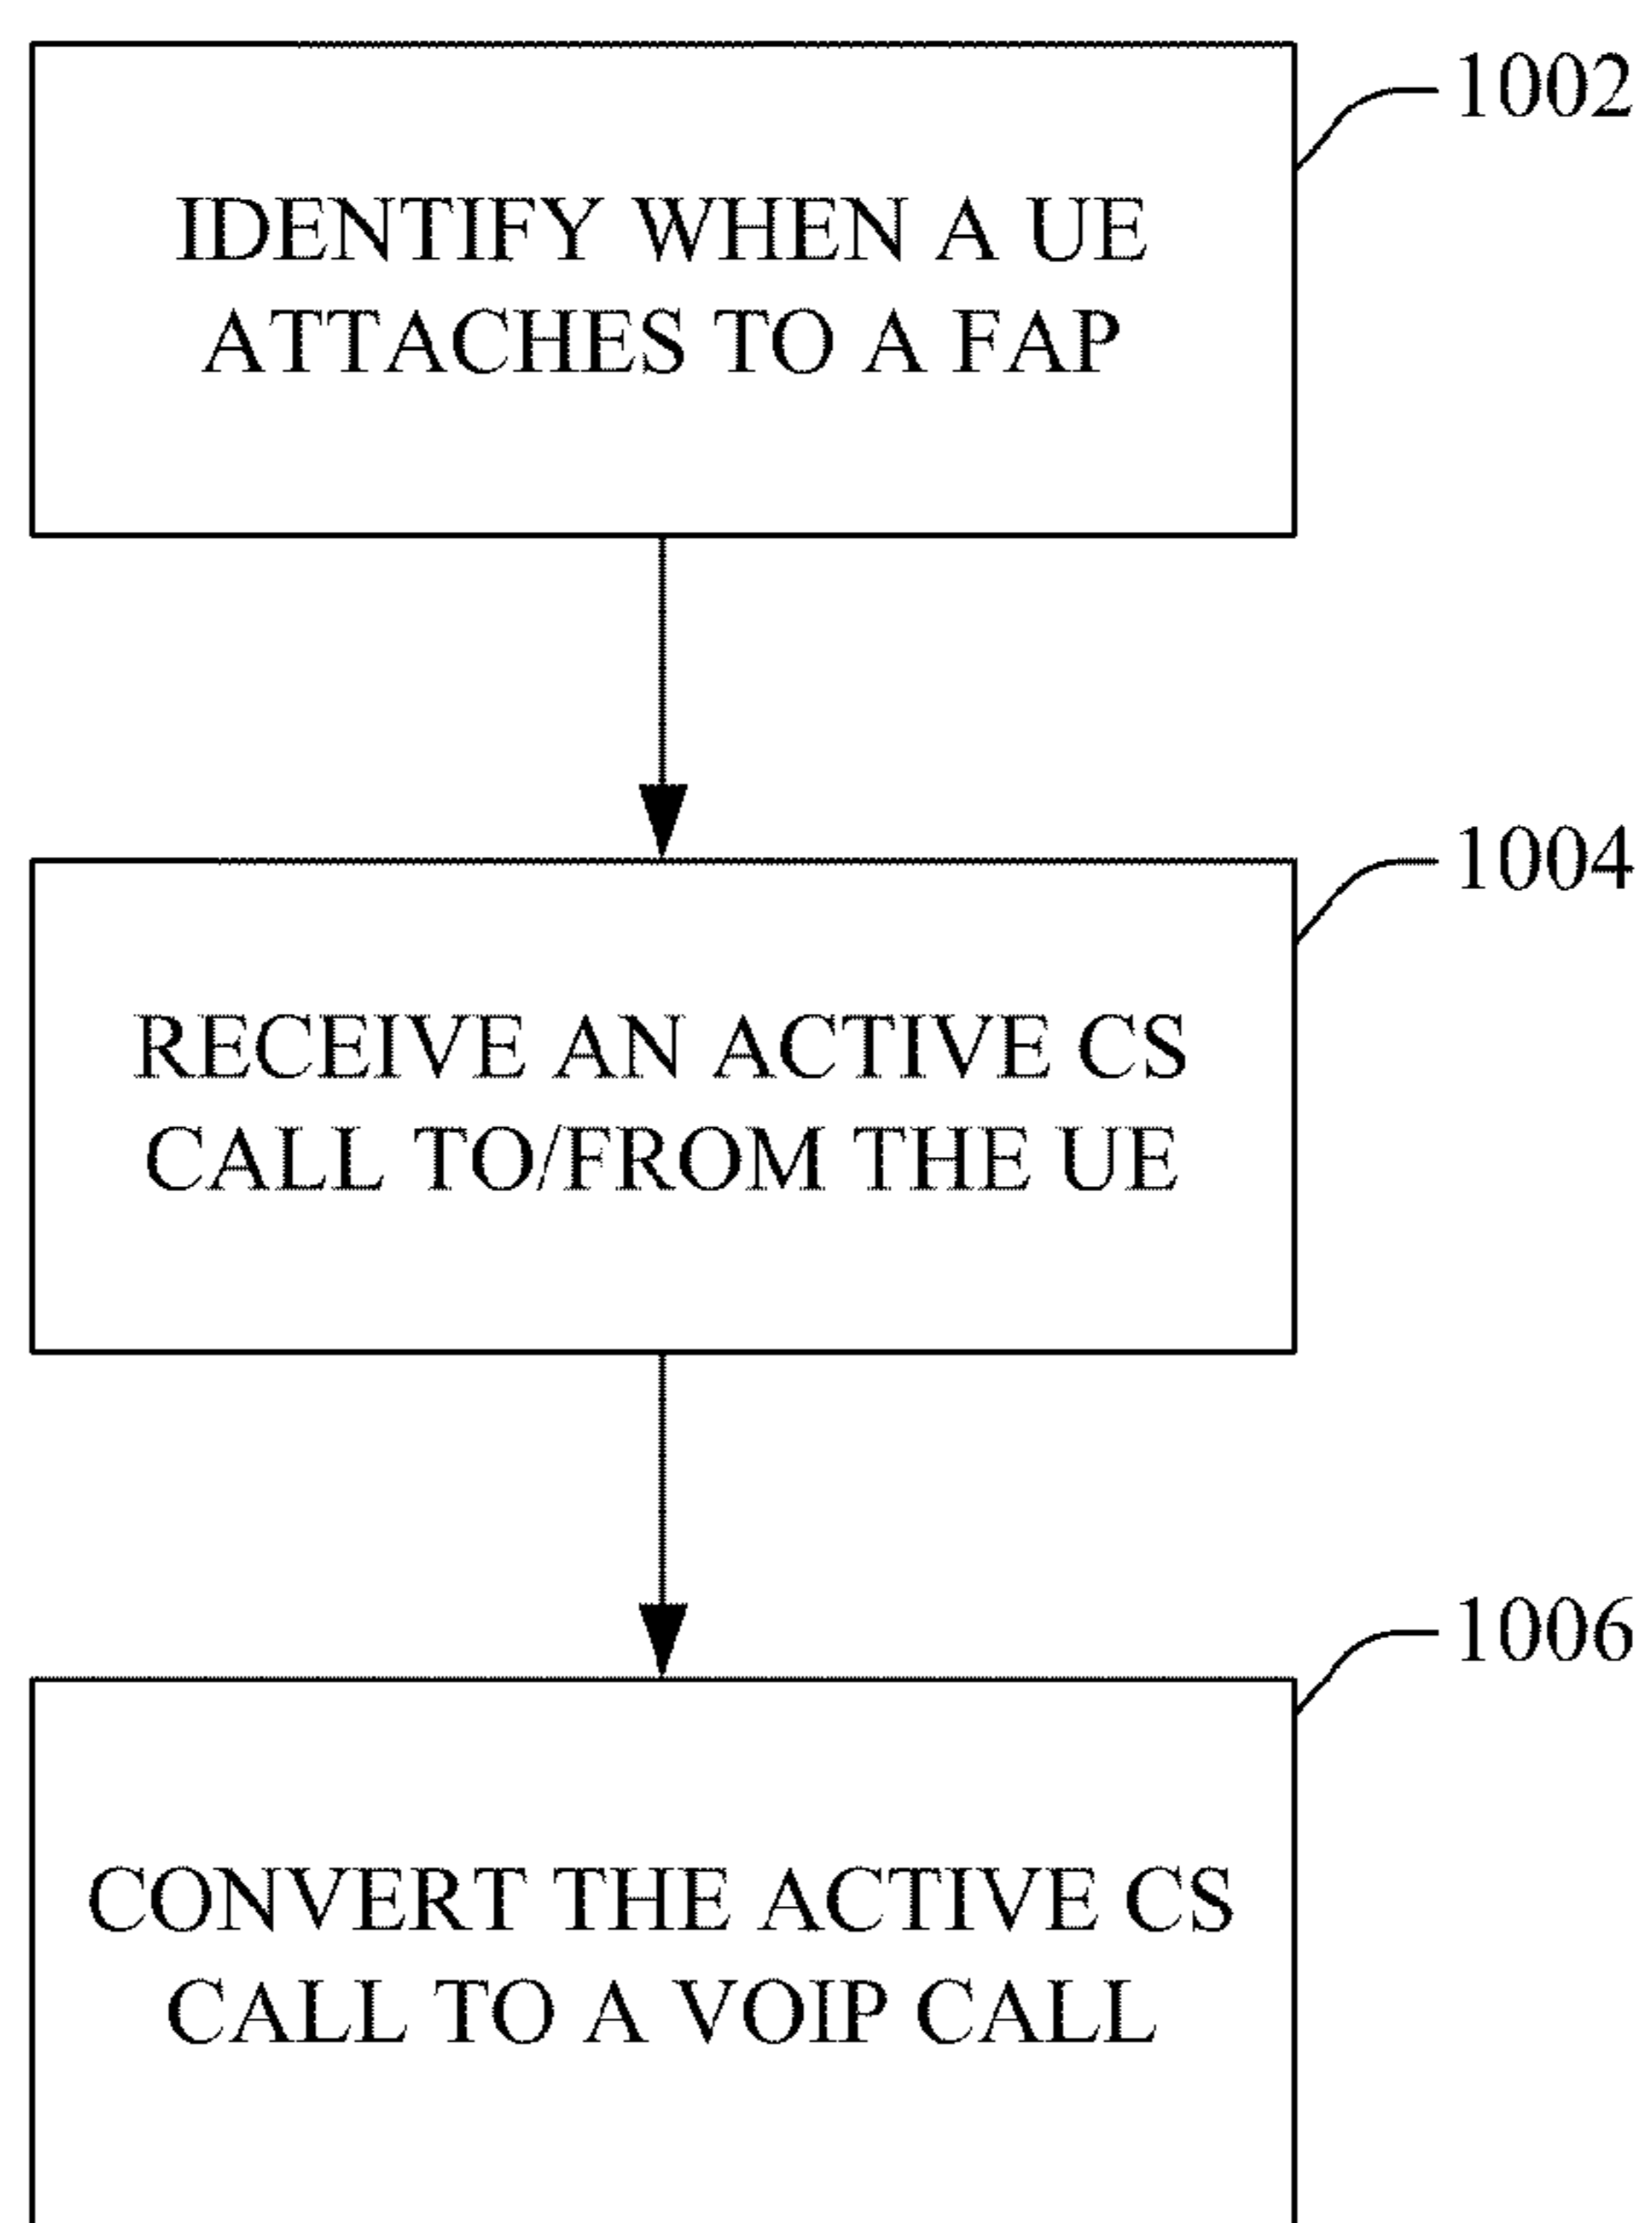 1002
IDENTIFY WHEN A UE
ATTACHES TO A FAP
1004
RECEIVE AN ACTIVE CS
CALL TO/FROM THE UE
1006
CONVERT THE ACTIVE CS
CALL TO A VOIP CALL